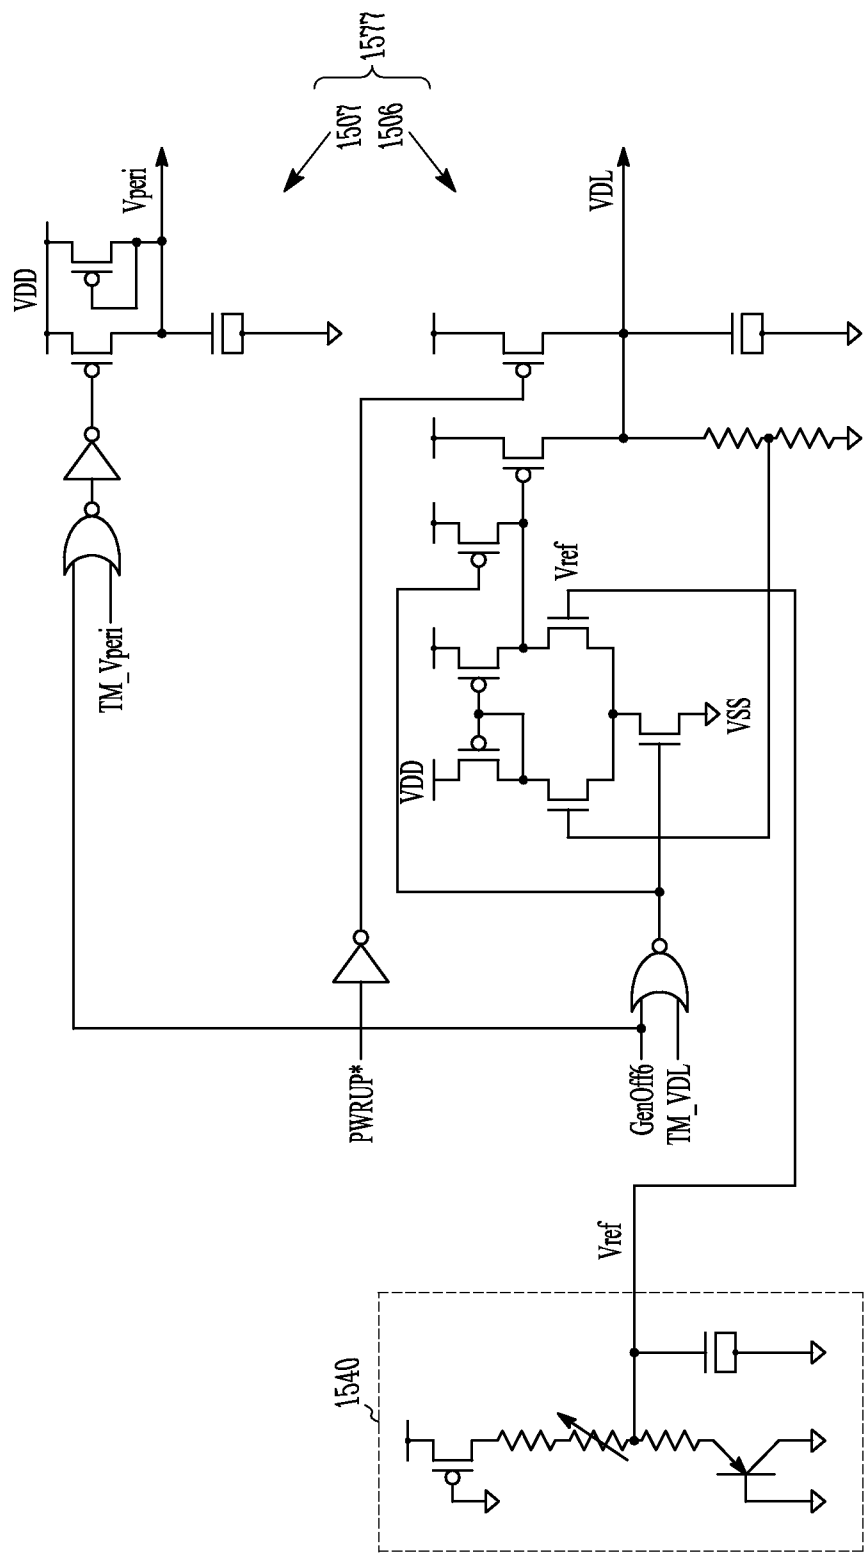 1577
1507
1506
Vperi
VDD
VDL
TM_Vperi
Vref
VDD
VSS
PWRUP*
GenOff6
TM_VDL
Vref
1540